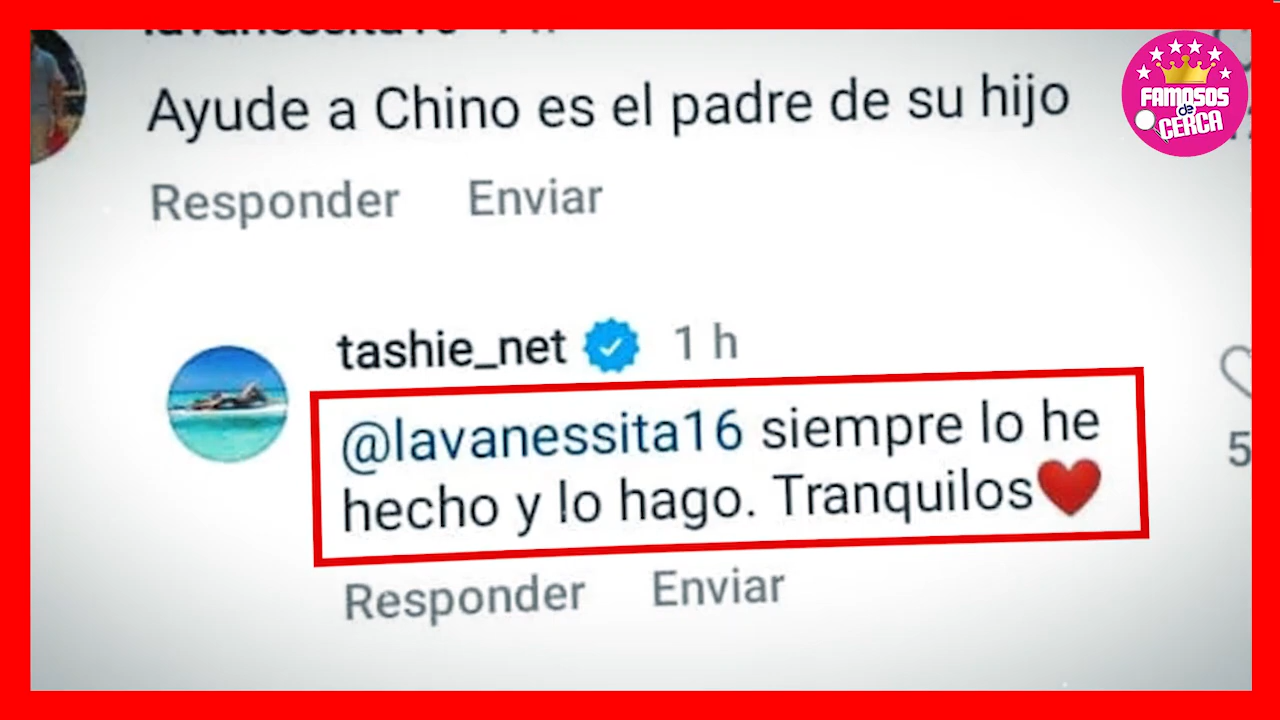 Ayude a Chino es el padre de su hijo
Responder Enviar
tashie_net 1 h
@lavanessita16 siempre lo he
hecho y lo hago. Tranquilos❤️
Responder Enviar
FAMOSOS
de
CERCA